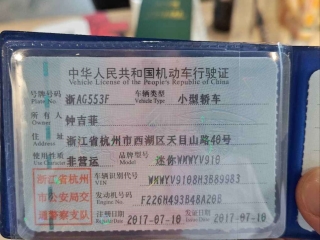 中华人民共和国机动车行驶证
Vehicle License of the People's Republic of China
号牌号码 浙AG553F 车辆类型 小型轿车
Plate No. Vehicle Type
所有人 钟吉菲
Owner
住址 浙江省杭州市西湖区天目山路40号
Address
使用性质 非营运 品牌型号 迷你WMWYV910
Use Character Model
浙江省杭州 车辆识别代号 WMWYV9108H3B89983
VIN
市公安局交 发动机号码 F226H493B48A20B
Engine No.
通警察支队 注册日期 2017-07-10 发证日期 2017-07-10
Register Date Issue Date